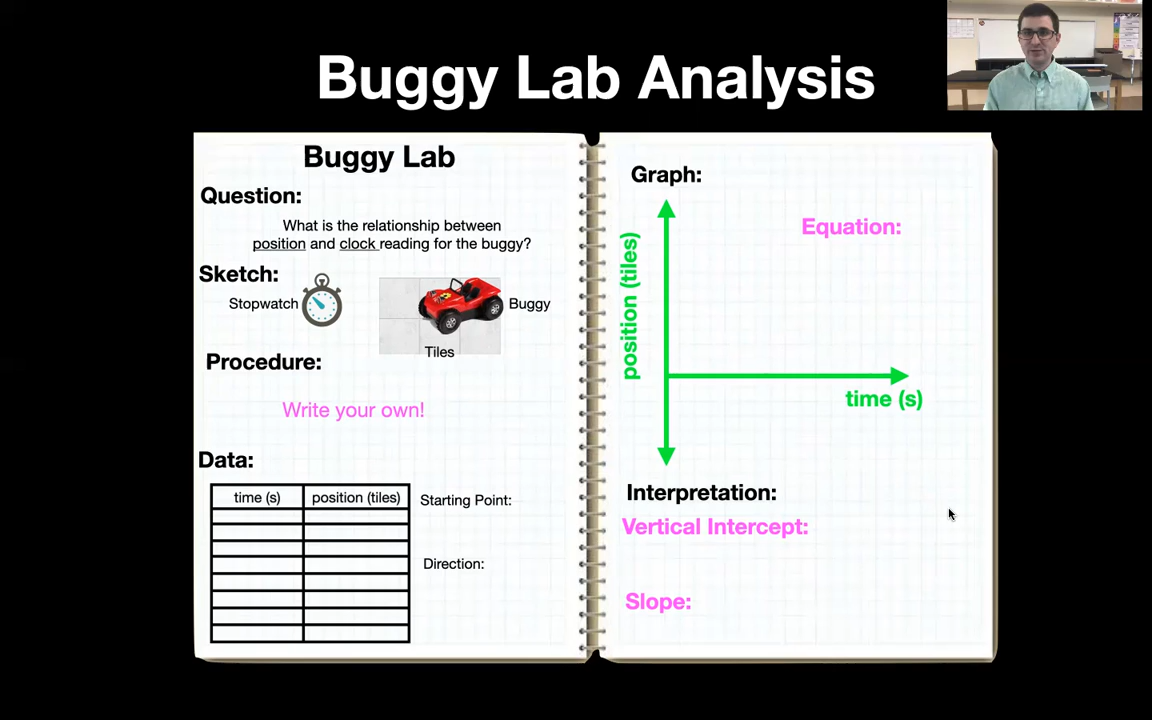 Buggy Lab Analysis
Buggy Lab
Question:
What is the relationship between
position and clock reading for the buggy?
Sketch:
Stopwatch
Buggy
Tiles
Procedure:
Write your own!
Data:
time (s) position (tiles)
Starting Point:
Direction:
Graph:
Equation:
position (tiles)
time (s)
Interpretation:
Vertical Intercept:
Slope: